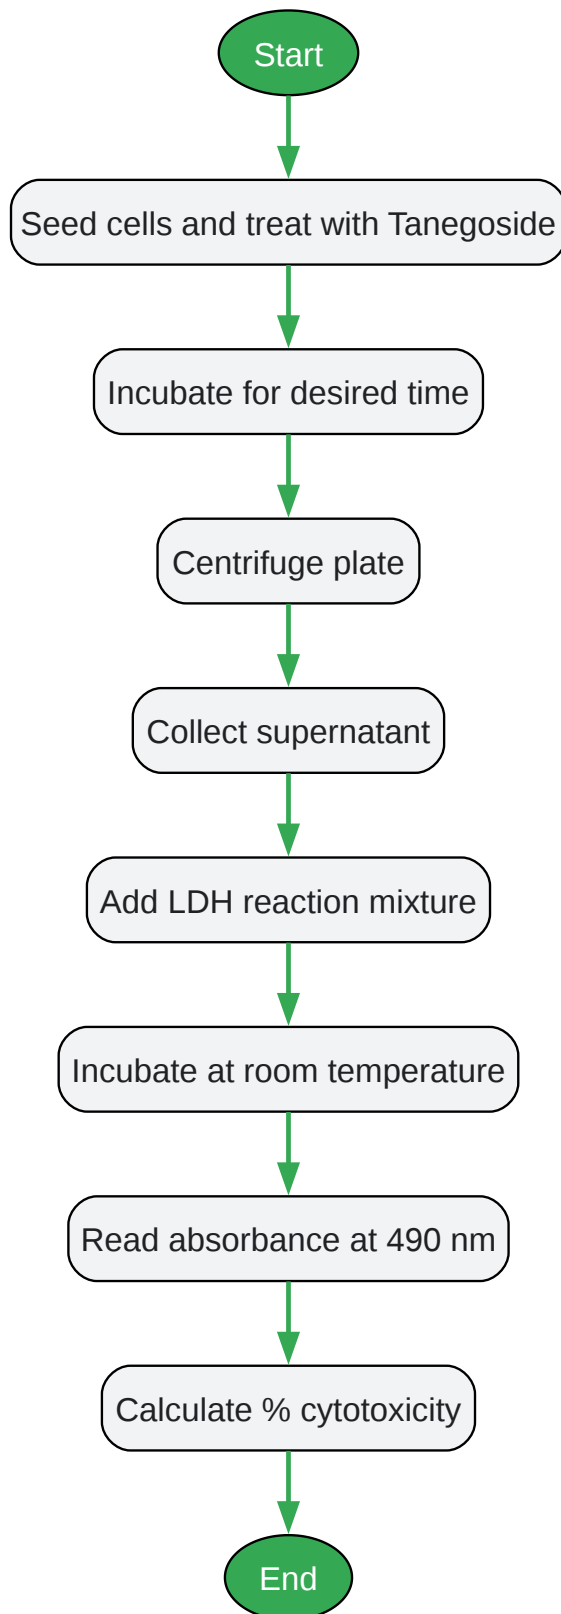 Start
Seed cells and treat with Tanegoside
Incubate for desired time
Centrifuge plate
Collect supernatant
Add LDH reaction mixture
Incubate at room temperature
Read absorbance at 490 nm
Calculate % cytotoxicity
End